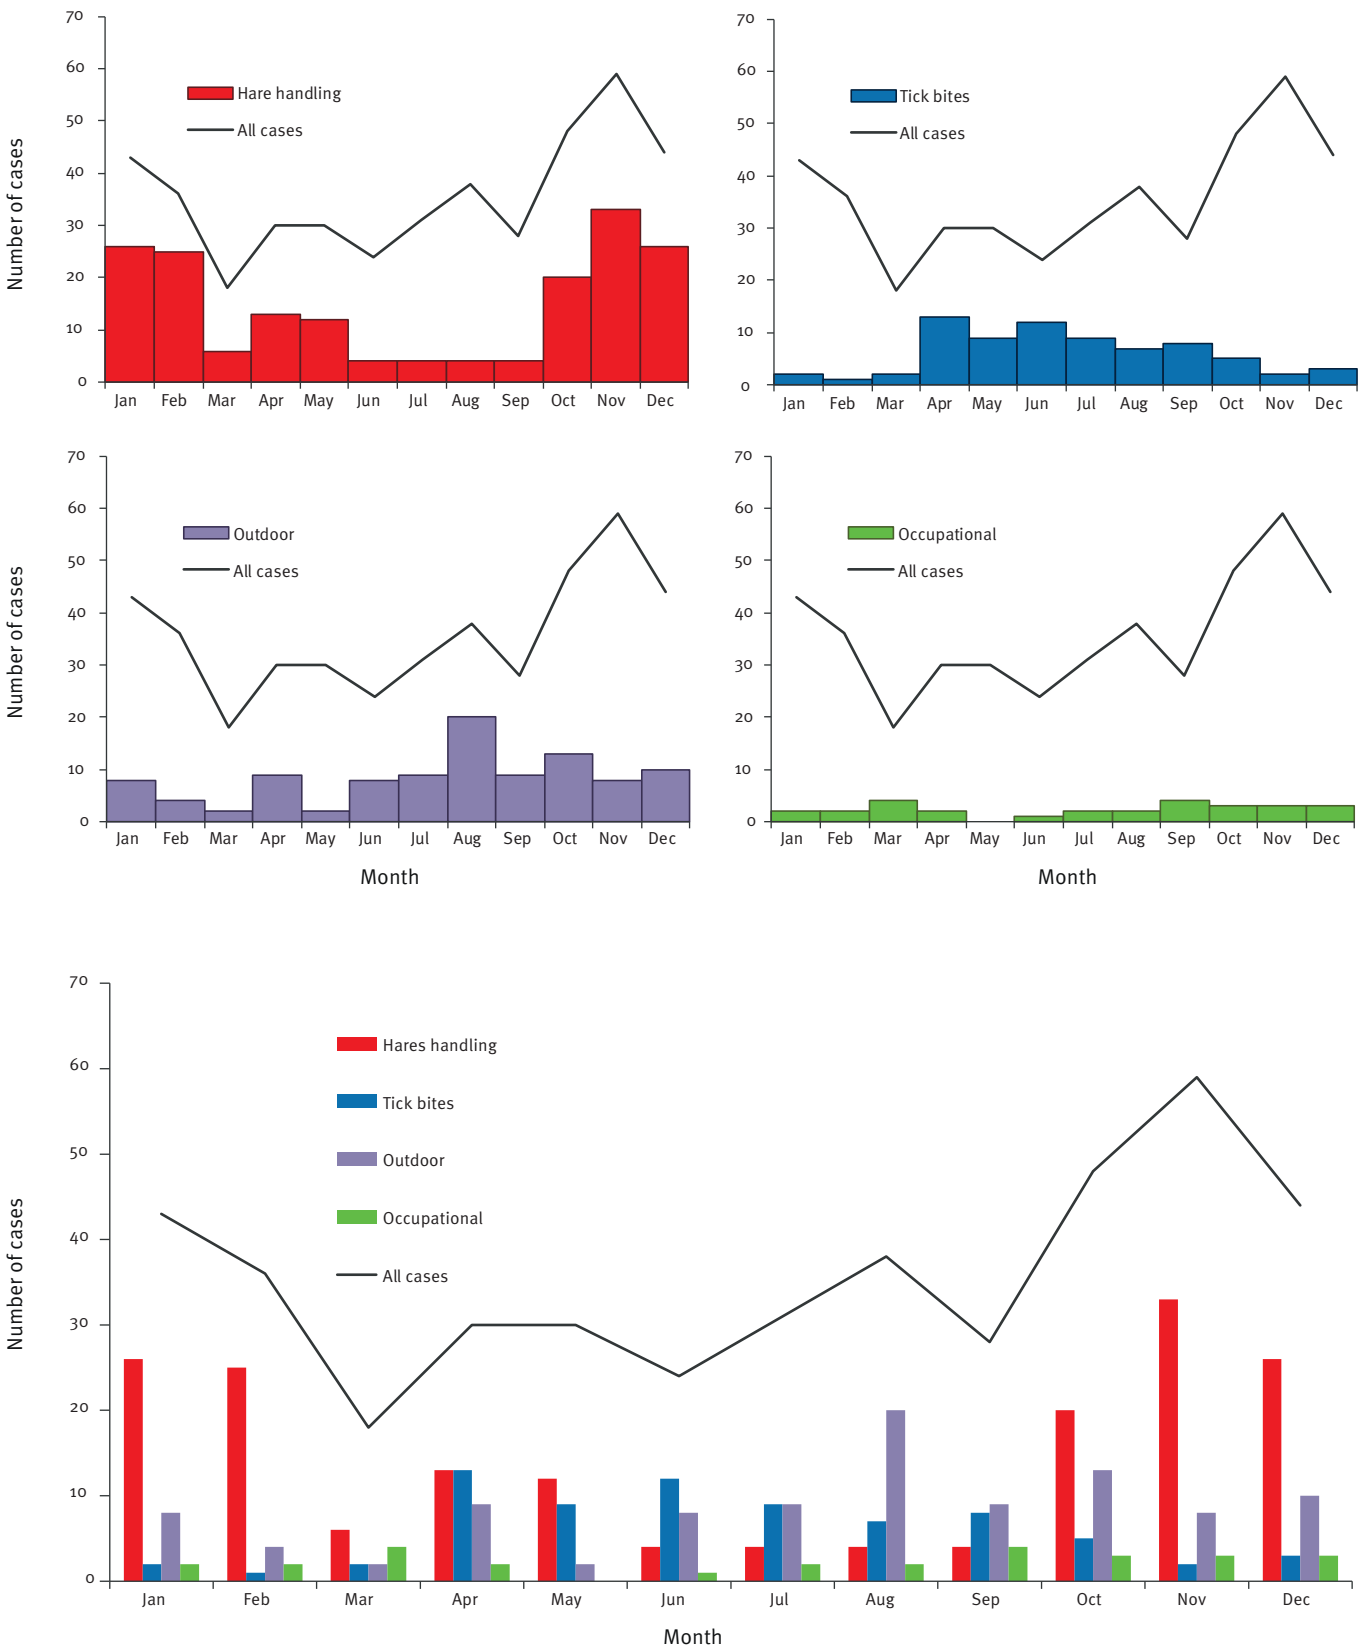 70
60
50
40
30
20
10
0
Number of cases
Hare handling
All cases
Jan Feb Mar Apr May Jun Jul Aug Sep Oct Nov Dec
70
60
50
40
30
20
10
0
Tick bites
All cases
Jan Feb Mar Apr May Jun Jul Aug Sep Oct Nov Dec
70
60
50
40
30
20
10
0
Number of cases
Outdoor
All cases
Jan Feb Mar Apr May Jun Jul Aug Sep Oct Nov Dec
Month
70
60
50
40
30
20
10
0
Occupational
All cases
Jan Feb Mar Apr May Jun Jul Aug Sep Oct Nov Dec
Month
70
60
50
40
30
20
10
0
Number of cases
Hares handling
Tick bites
Outdoor
Occupational
All cases
Jan Feb Mar Apr May Jun Jul Aug Sep Oct Nov Dec
Month